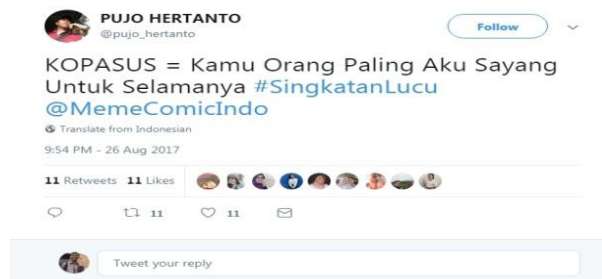 PUJO HERTANTO
@pujo_hertanto
Follow
KOPASUS = Kamu Orang Paling Aku Sayang
Untuk Selamanya #SingkatanLucu
@MemeComicIndo
Translate from Indonesian
9:54 PM - 26 Aug 2017
11 Retweets 11 Likes
11 11
Tweet your reply